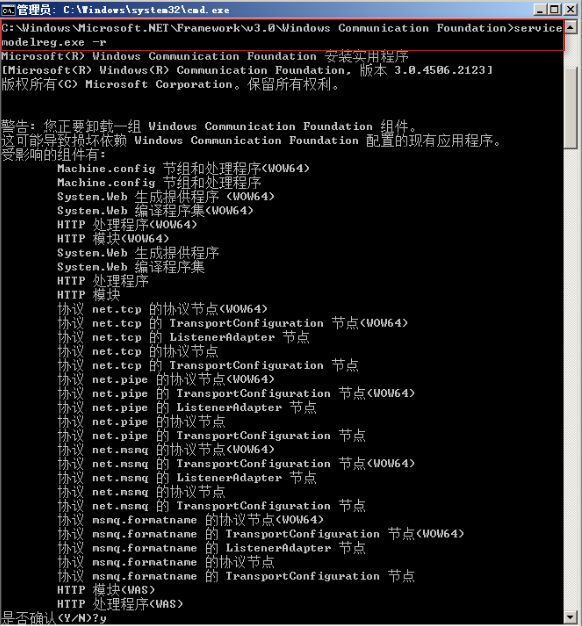 管理员: C:\Windows\system32\cmd.exe
C:\Windows\Microsoft.NET\Framework\v3.0\Windows Communication Foundation>service
modelreg.exe -r
Microsoft(R) Windows Communication Foundation 安装实用程序
[Microsoft(R) Windows (R) Communication Foundation, 版本 3.0.4506.2123]
版权所有(C) Microsoft Corporation。保留所有权利。
警告: 您正要卸载一组 Windows Communication Foundation 组件。
这可能导致损坏依赖 Windows Communication Foundation 配置的现有应用程序。
受影响的组件有:
Machine.config 节组和处理程序(WOW64)
Machine.config 节组和处理程序
System.Web 生成提供程序 (WOW64)
System.Web 编译程序集(WOW64)
HTTP 处理程序(WOW64)
HTTP 模块(WOW64)
System.Web 生成提供程序
System.Web 编译程序集
HTTP 处理程序
HTTP 模块
协议 net.tcp 的协议节点(WOW64)
协议 net.tcp 的 TransportConfiguration 节点(WOW64)
协议 net.tcp 的 ListenerAdapter 节点
协议 net.tcp 的协议节点
协议 net.tcp 的 TransportConfiguration 节点
协议 net.pipe 的协议节点(WOW64)
协议 net.pipe 的 TransportConfiguration 节点(WOW64)
协议 net.pipe 的 ListenerAdapter 节点
协议 net.pipe 的协议节点
协议 net.pipe 的 TransportConfiguration 节点
协议 net.msmq 的协议节点(WOW64)
协议 net.msmq 的 TransportConfiguration 节点(WOW64)
协议 net.msmq 的 ListenerAdapter 节点
协议 net.msmq 的协议节点
协议 net.msmq 的 TransportConfiguration 节点
协议 msmq.formatname 的协议节点(WOW64)
协议 msmq.formatname 的 TransportConfiguration 节点(WOW64)
协议 msmq.formatname 的 ListenerAdapter 节点
协议 msmq.formatname 的协议节点
协议 msmq.formatname 的 TransportConfiguration 节点
HTTP 模块(WAS)
HTTP 处理程序(WAS)
是否确认(Y/N)?y